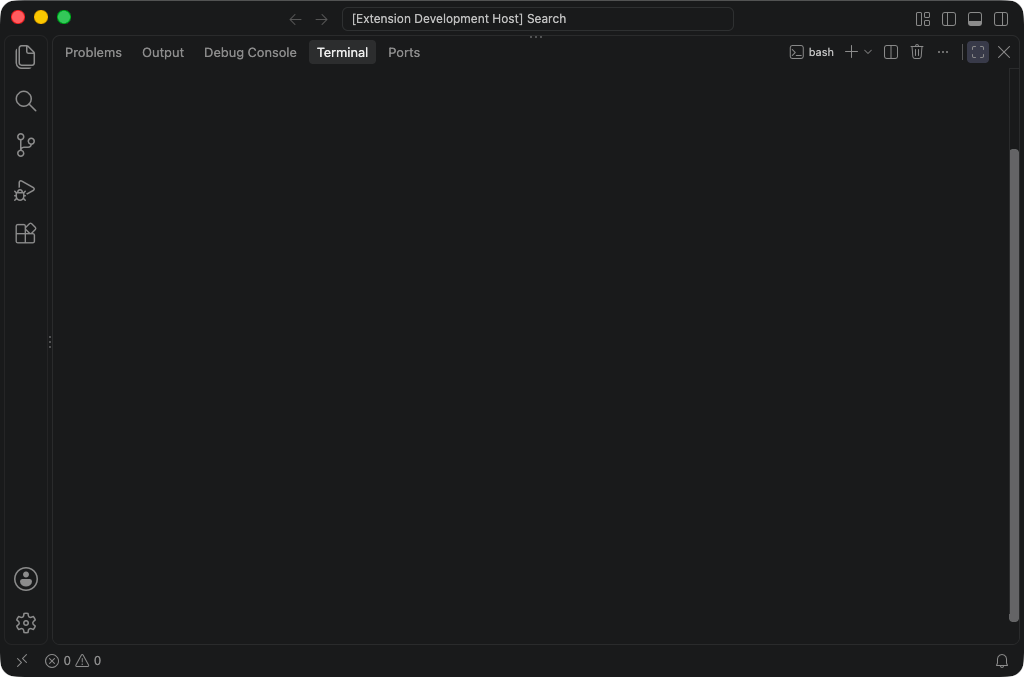 [Extension Development Host] Search
Problems Output Debug Console Terminal Ports bash
0 0